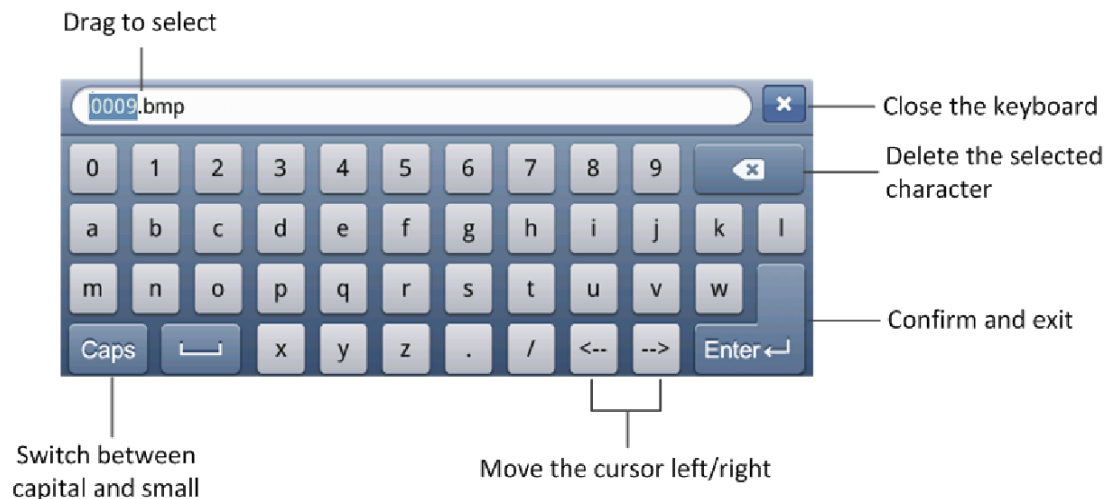 Drag to select
0009.bmp
Close the keyboard
0 1 2 3 4 5 6 7 8 9
Delete the selected
character
a b c d e f g h i j k l
m n o p q r s t u v w
Confirm and exit
Caps x y z . / <-- --> Enter
Switch between
capital and small
Move the cursor left/right